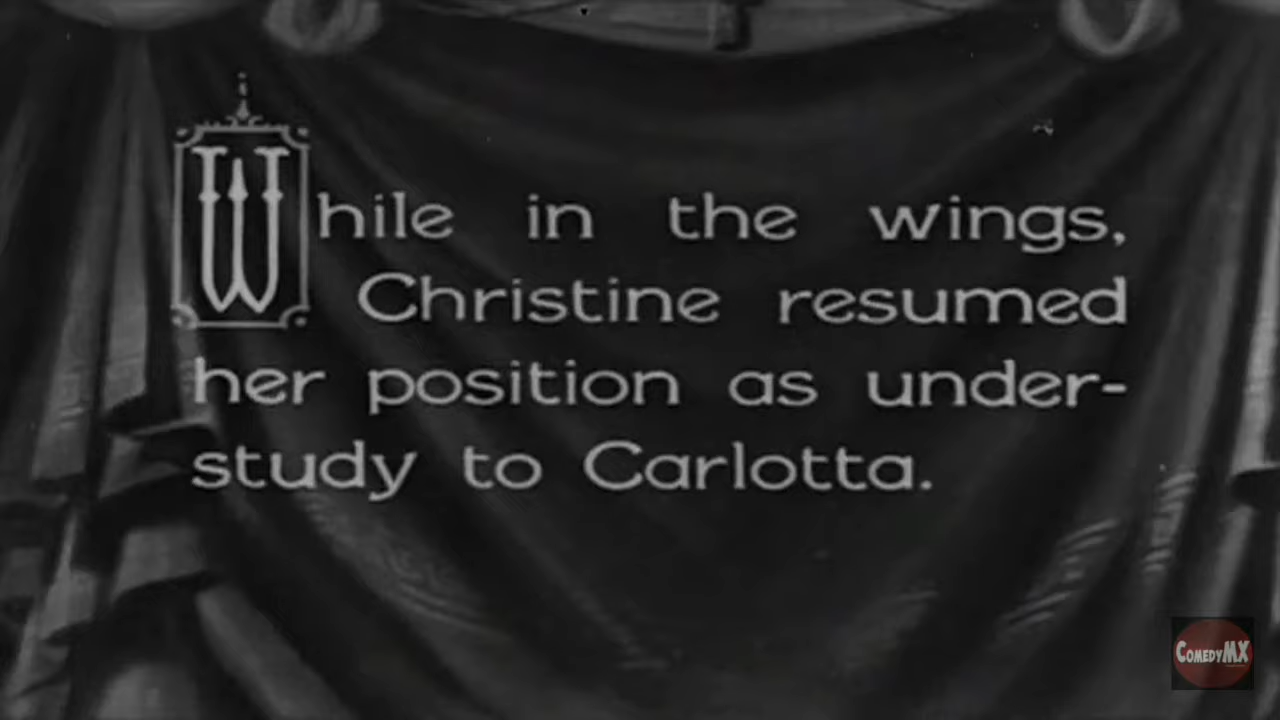 While in the wings,
Christine resumed
her position as under-
study to Carlotta.
COMEDYMX